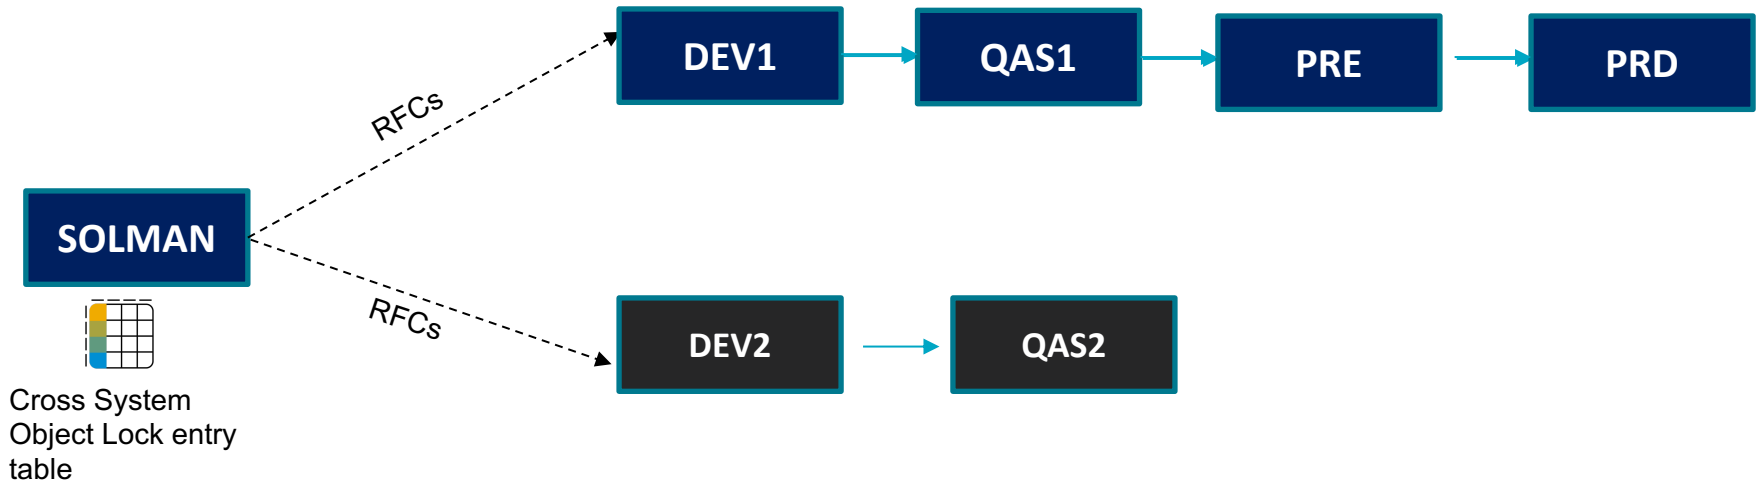 DEV1
QAS1
PRE
PRD
RFCs
SOLMAN
RFCs
DEV2
QAS2
Cross System
Object Lock entry
table